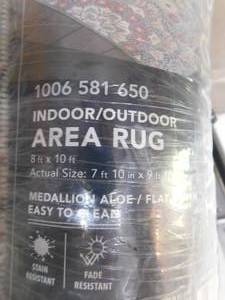 1006 581 650
INDOOR/OUTDOOR
AREA RUG
8 ft x 10 ft
Actual Size: 7 ft 10 in x 9 ft
MEDALLION ALOE / FLAT
EASY TO CLEAN
STAIN
RESISTANT
FADE
RESISTANT